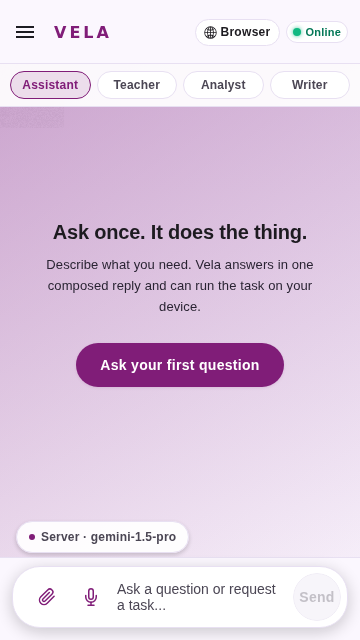 VELA
Browser
Online
Assistant
Teacher
Analyst
Writer
Ask once. It does the thing.
Describe what you need. Vela answers in one
composed reply and can run the task on your
device.
Ask your first question
Server · gemini-1.5-pro
Ask a question or request
a task...
Send